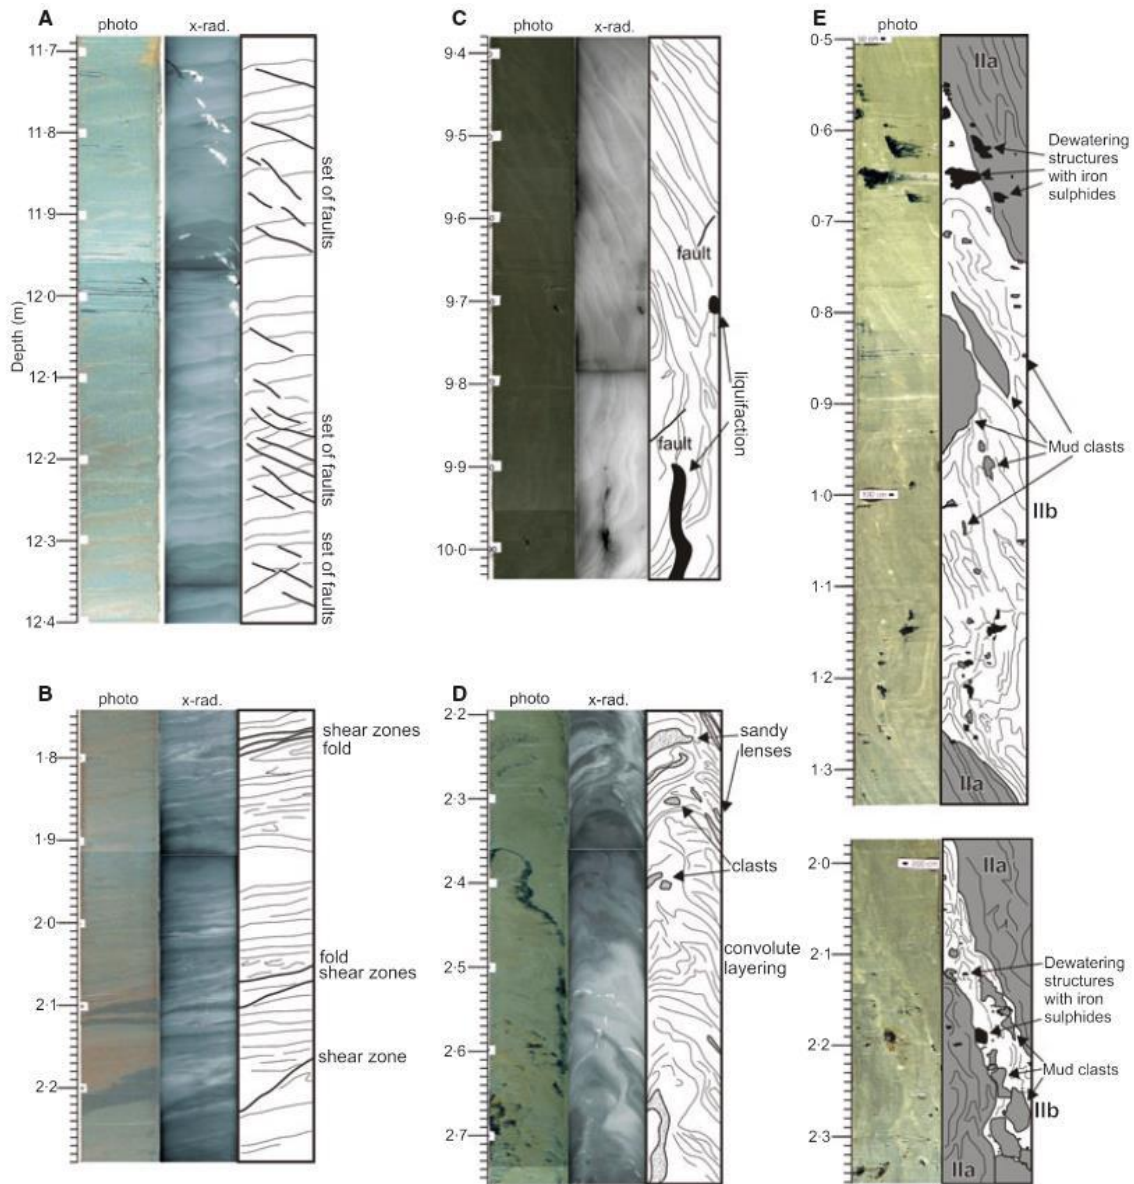 A
photo
x-rad.
11·7
11·8
11·9
12·0
12·1
12·2
12·3
12·4
Depth (m)
set of faults
set of faults
set of faults
B
photo
x-rad.
1·8
1·9
2·0
2·1
2·2
shear zones
fold
fold
shear zones
shear zone
C
photo
x-rad.
9·4
9·5
9·6
9·7
9·8
9·9
10·0
fault
fault
liquifaction
D
photo
x-rad.
2·2
2·3
2·4
2·5
2·6
2·7
sandy
lenses
clasts
convolute
layering
E
photo
0·5
0·6
0·7
0·8
0·9
1·0
1·1
1·2
1·3
50 cm
100 cm
IIa
Dewatering
structures
with iron
sulphides
Mud clasts
IIb
IIa
2·0
2·1
2·2
2·3
200 cm
IIa
Dewatering
structures
with iron
sulphides
Mud clasts
IIb
IIa